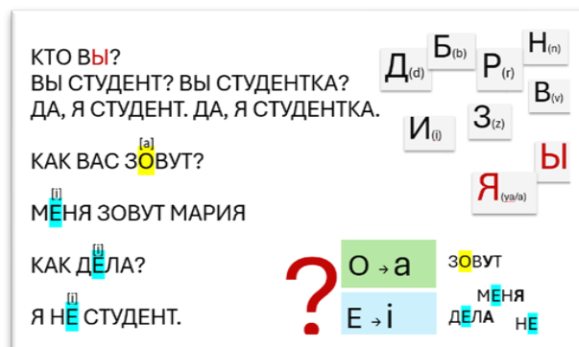 КТО ВЫ?
ВЫ СТУДЕНТ? ВЫ СТУДЕНТКА?
ДА, Я СТУДЕНТ. ДА, Я СТУДЕНТКА.
[a]
КАК ВАС ЗОВУТ?
[i]
МЕНЯ ЗОВУТ МАРИЯ
[i]
КАК ДЕЛА?
[i]
Я НЕ СТУДЕНТ.
Д(d)
Б(b)
Р(r)
Н(n)
В(v)
И(i)
З(z)
Ы
Я(ya/a)
?
О → а
ЗОВУТ
Е → i
МЕНЯ
ДЕЛА
НЕ